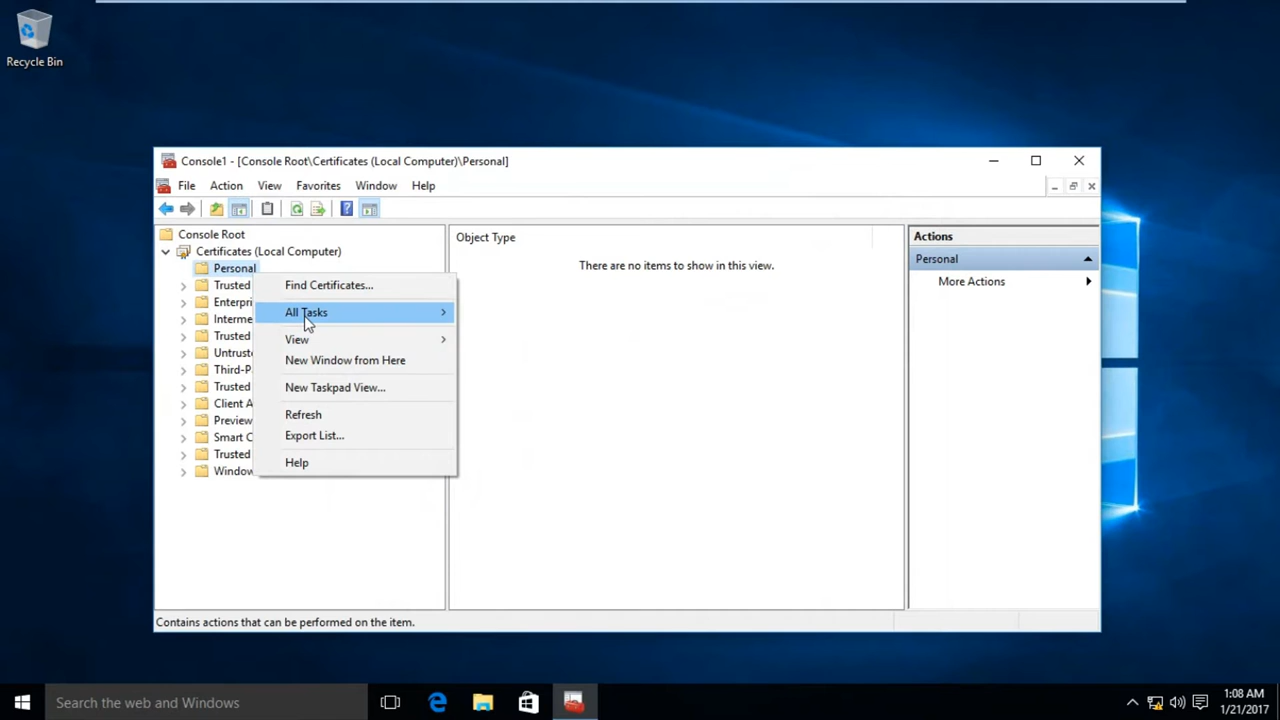 Recycle Bin
Console1 - [Console Root\Certificates (Local Computer)\Personal]
File Action View Favorites Window Help
Console Root
Certificates (Local Computer)
Personal
Trusted
Enterpri
Interme
Trusted
Untrust
Third-P
Trusted
Client A
Preview
Smart C
Trusted
Window
Find Certificates...
All Tasks
View
New Window from Here
New Taskpad View...
Refresh
Export List...
Help
Object Type
There are no items to show in this view.
Actions
Personal
More Actions
Contains actions that can be performed on the item.
Search the web and Windows
1:08 AM
1/21/2017